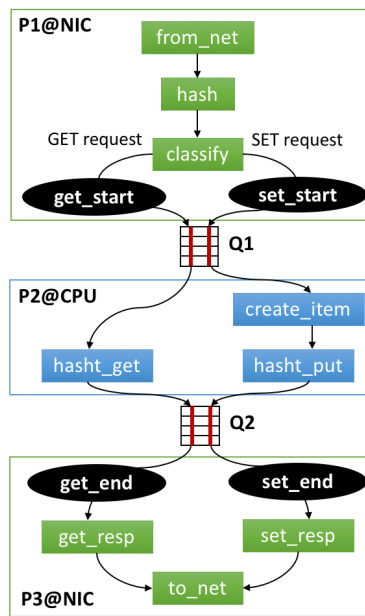 P1@NIC
from_net
hash
GET request
SET request
classify
get_start
set_start
Q1
P2@CPU
create_item
hasht_get
hasht_put
Q2
get_end
set_end
get_resp
set_resp
to_net
P3@NIC